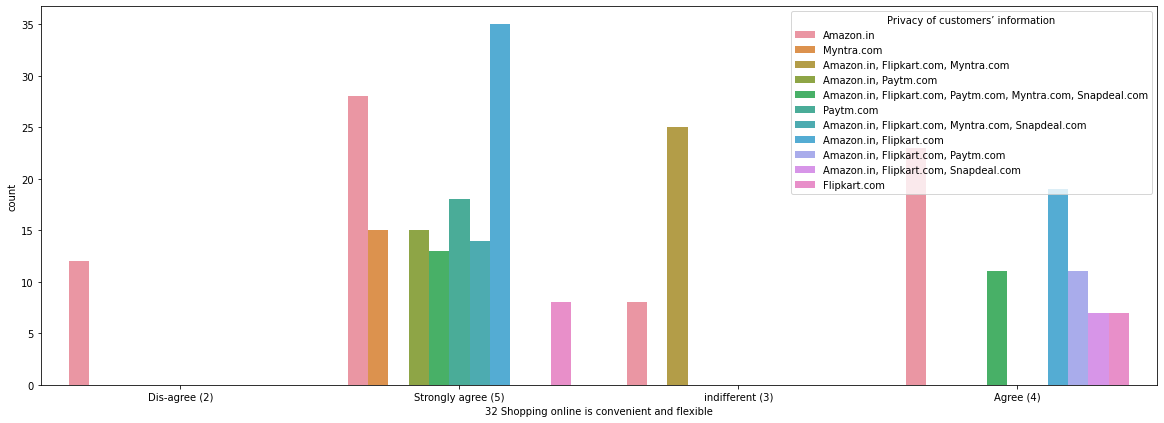 Privacy of customers’ information
Amazon.in
Myntra.com
Amazon.in, Flipkart.com, Myntra.com
Amazon.in, Paytm.com
Amazon.in, Flipkart.com, Paytm.com, Myntra.com, Snapdeal.com
Paytm.com
Amazon.in, Flipkart.com, Myntra.com, Snapdeal.com
Amazon.in, Flipkart.com
Amazon.in, Flipkart.com, Paytm.com
Amazon.in, Flipkart.com, Snapdeal.com
Flipkart.com
35
30
25
20
15
10
5
0
count
Dis-agree (2) Strongly agree (5) indifferent (3) Agree (4)
32 Shopping online is convenient and flexible